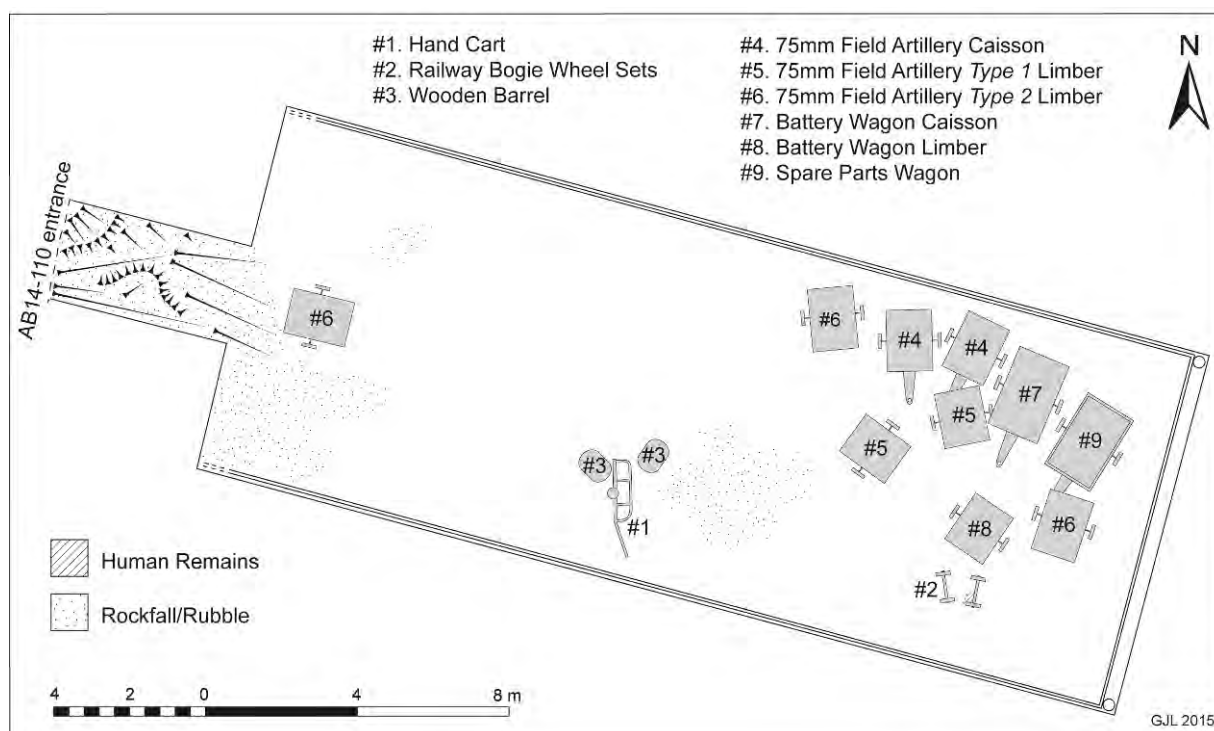 #1. Hand Cart
#2. Railway Bogie Wheel Sets
#3. Wooden Barrel
#4. 75mm Field Artillery Caisson
#5. 75mm Field Artillery Type 1 Limber
#6. 75mm Field Artillery Type 2 Limber
#7. Battery Wagon Caisson
#8. Battery Wagon Limber
#9. Spare Parts Wagon
N
AB14-110 entrance
#6
#6
#4
#4
#7
#5
#9
#5
#3
#3
#1
#8
#6
#2
Human Remains
Rockfall/Rubble
4 2 0 4 8 m
GJL 2015